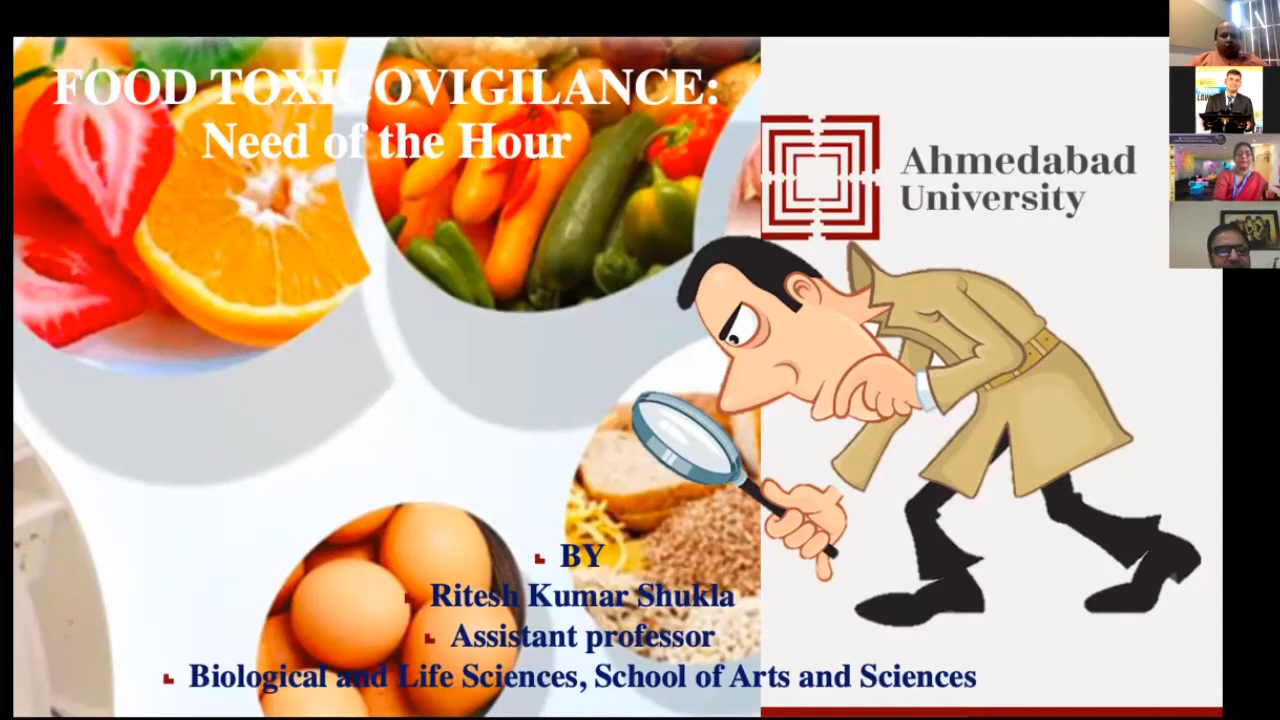 FOOD TOXICOVIGILANCE:
Need of the Hour
Ahmedabad
University
BY
Ritesh Kumar Shukla
Assistant professor
Biological and Life Sciences, School of Arts and Sciences